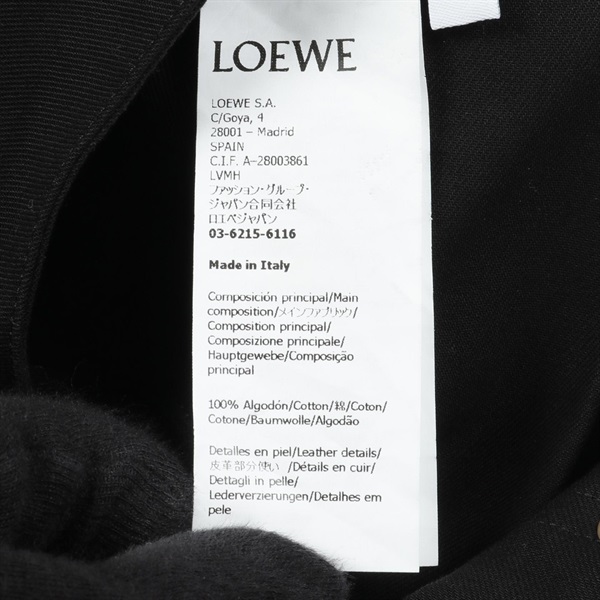 LOEWE
LOEWE S.A.
C/Goya, 4
28001 – Madrid
SPAIN
C.I.F. A–28003861
LVMH
ファッション・グループ・
ジャパン合同会社
ロエベジャパン
03-6215-6116
Made in Italy
Composición principal/Main
composition/メインファブリック/
Composition principal/
Composizione principale/
Hauptgewebe/Composição
principal
100% Algodón/Cotton/綿/Coton/
Cotone/Baumwolle/Algodão
Detalles en piel/Leather details/
皮革部分使い /Détails en cuir/
Dettagli in pelle/
Lederverzierungen/Detalhes em
pele